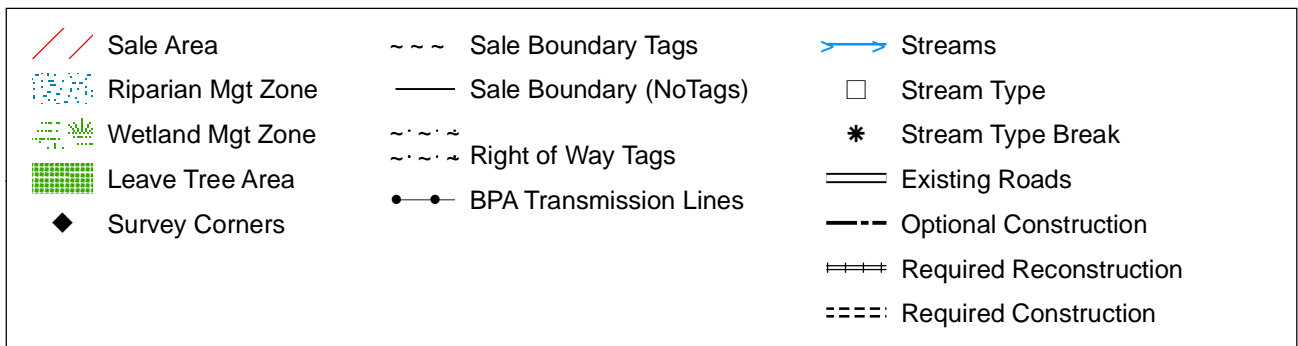 Sale Area
Riparian Mgt Zone
Wetland Mgt Zone
Leave Tree Area
Survey Corners
Sale Boundary Tags
Sale Boundary (NoTags)
Right of Way Tags
BPA Transmission Lines
Streams
Stream Type
Stream Type Break
Existing Roads
Optional Construction
Required Reconstruction
Required Construction